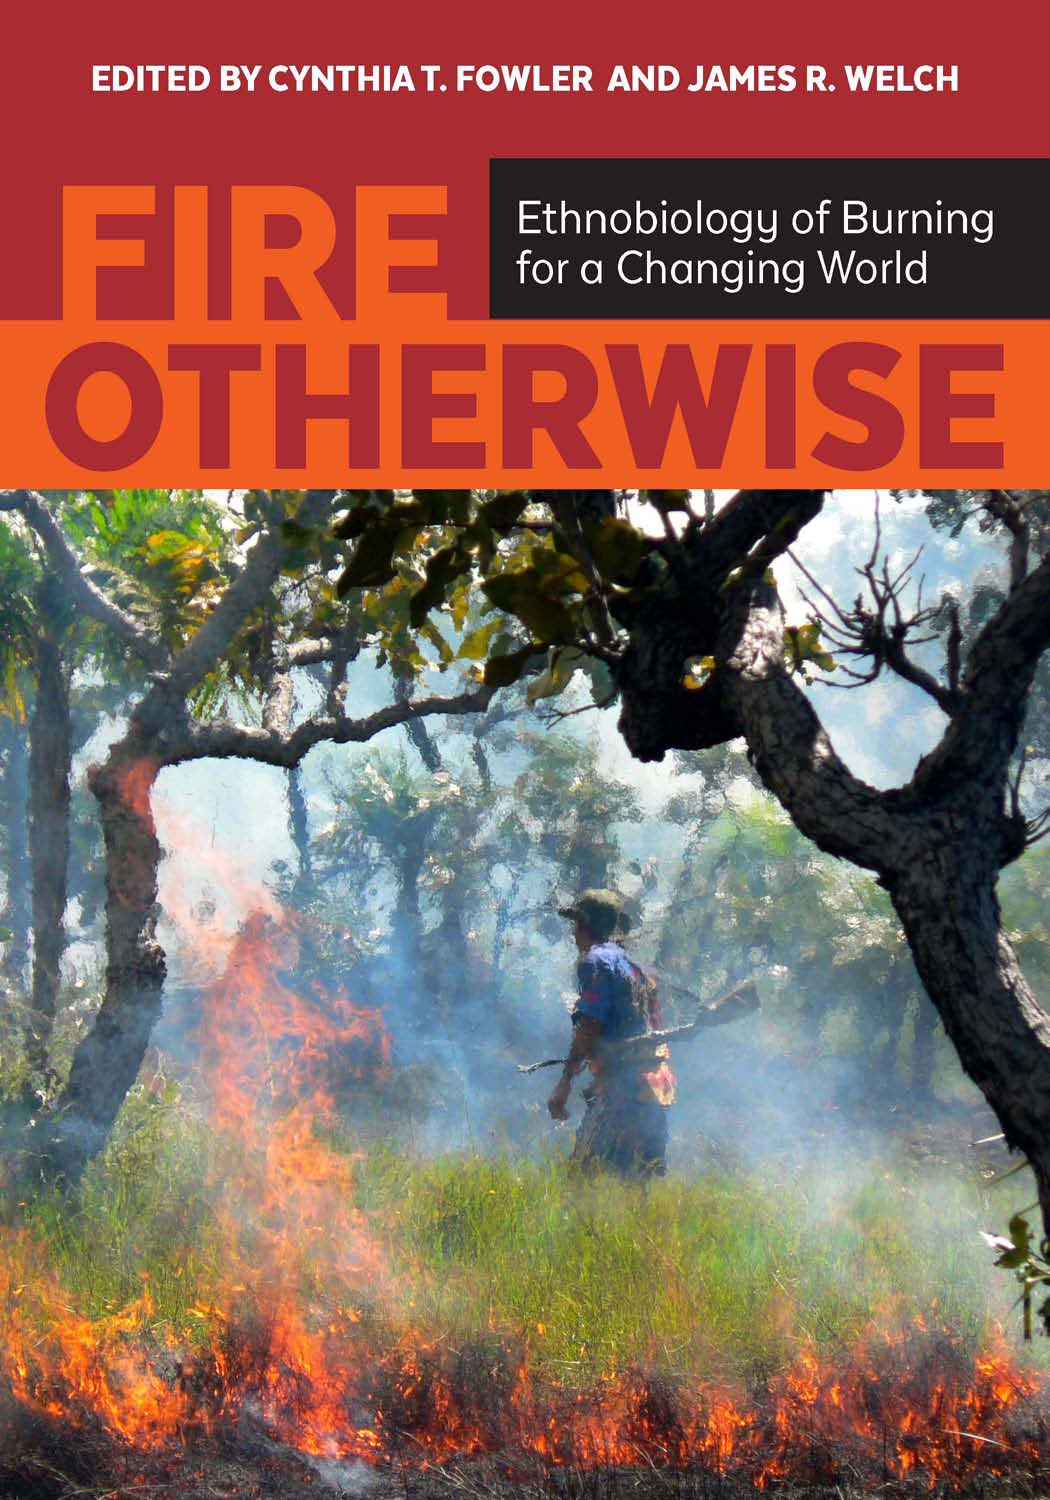 EDITED BY CYNTHIA T. FOWLER AND JAMES R. WELCH
FIRE
Ethnobiology of Burning
for a Changing World
OTHERWISE